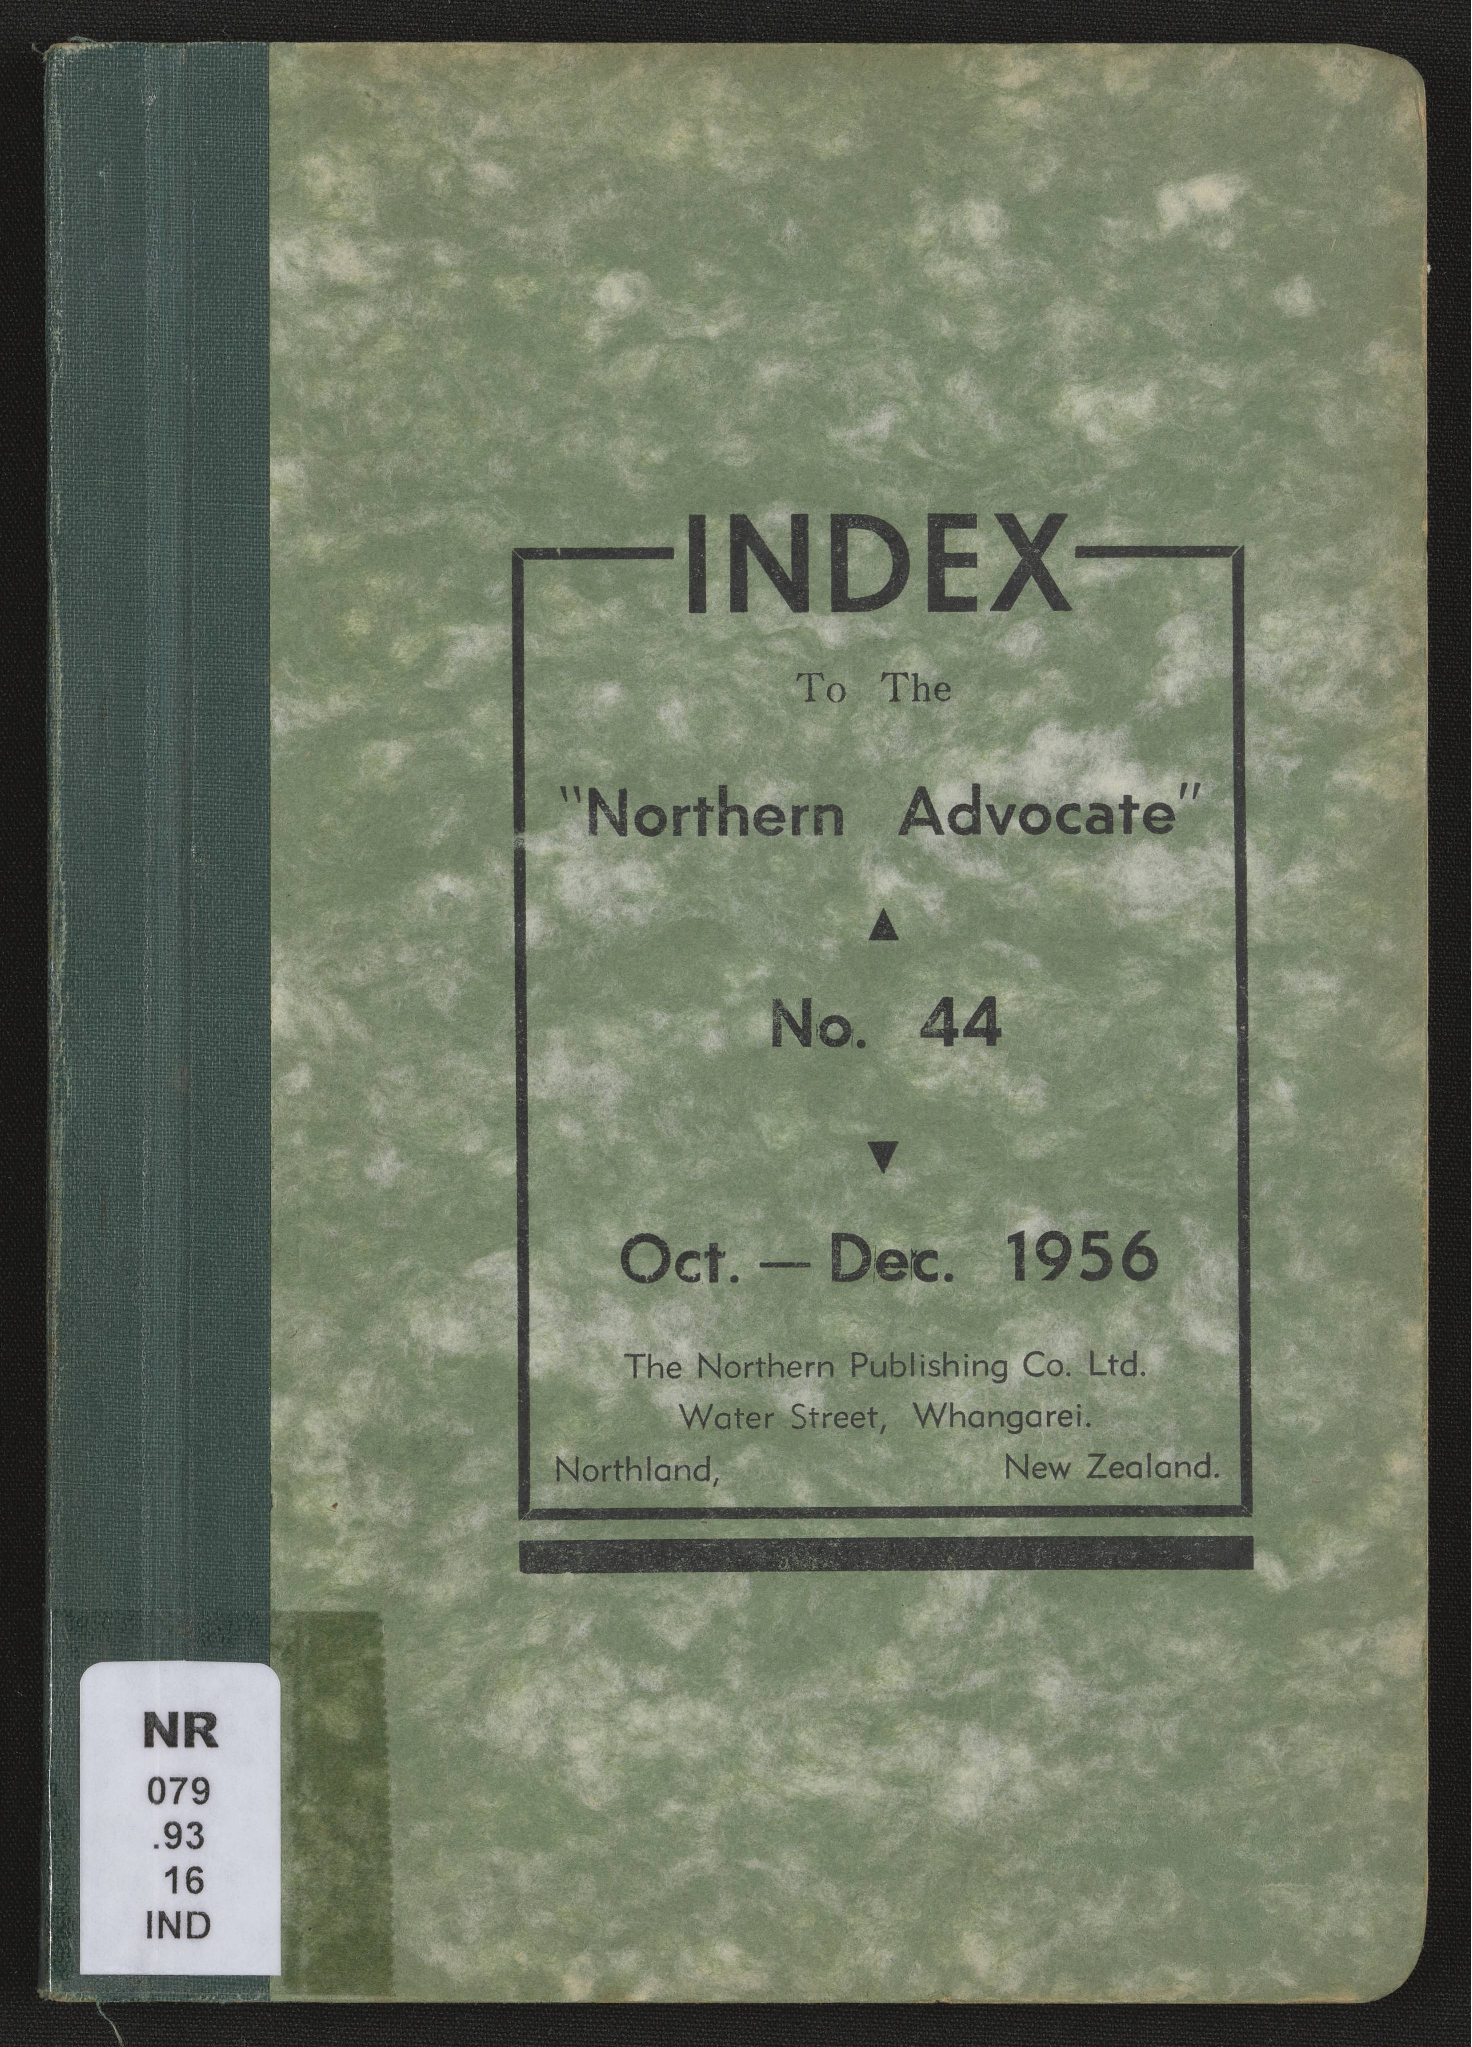 INDEX
To The
"Northern Advocate"
No. 44
Oct. — Dec. 1956
The Northern Publishing Co. Ltd.
Water Street, Whangarei.
Northland, New Zealand.
NR
079
.93
16
IND